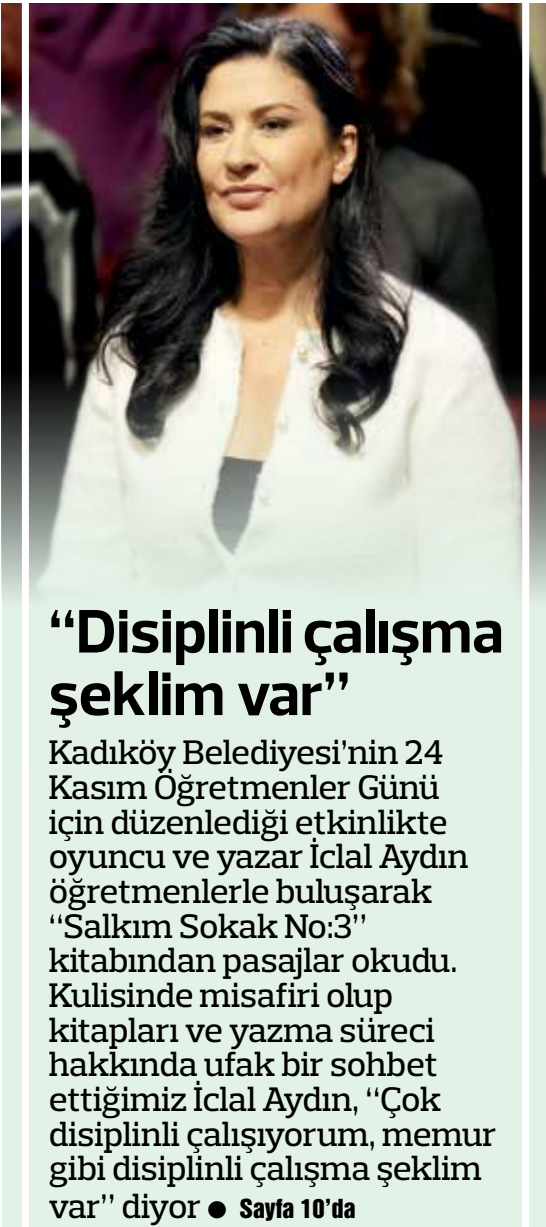 “Disiplinli çalışma
şeklim var”
Kadıköy Belediyesi’nin 24
Kasım Öğretmenler Günü
için düzenlediği etkinlikte
oyuncu ve yazar İclal Aydın
öğretmenlerle buluşarak
“Salkım Sokak No:3”
kitabından pasajlar okudu.
Kulisinde misafiri olup
kitapları ve yazma süreci
hakkında ufak bir sohbet
ettiğimiz İclal Aydın, “Çok
disiplinli çalışıyorum, memur
gibi disiplinli çalışma şeklim
var” diyor ● Sayfa 10’da